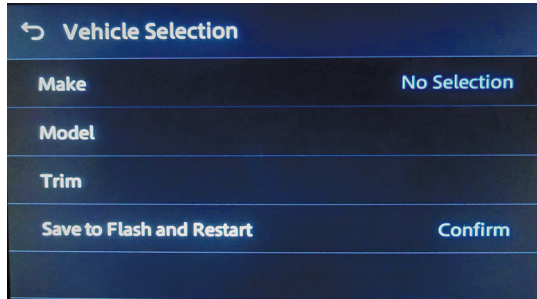 Vehicle Selection
Make No Selection
Model
Trim
Save to Flash and Restart Confirm